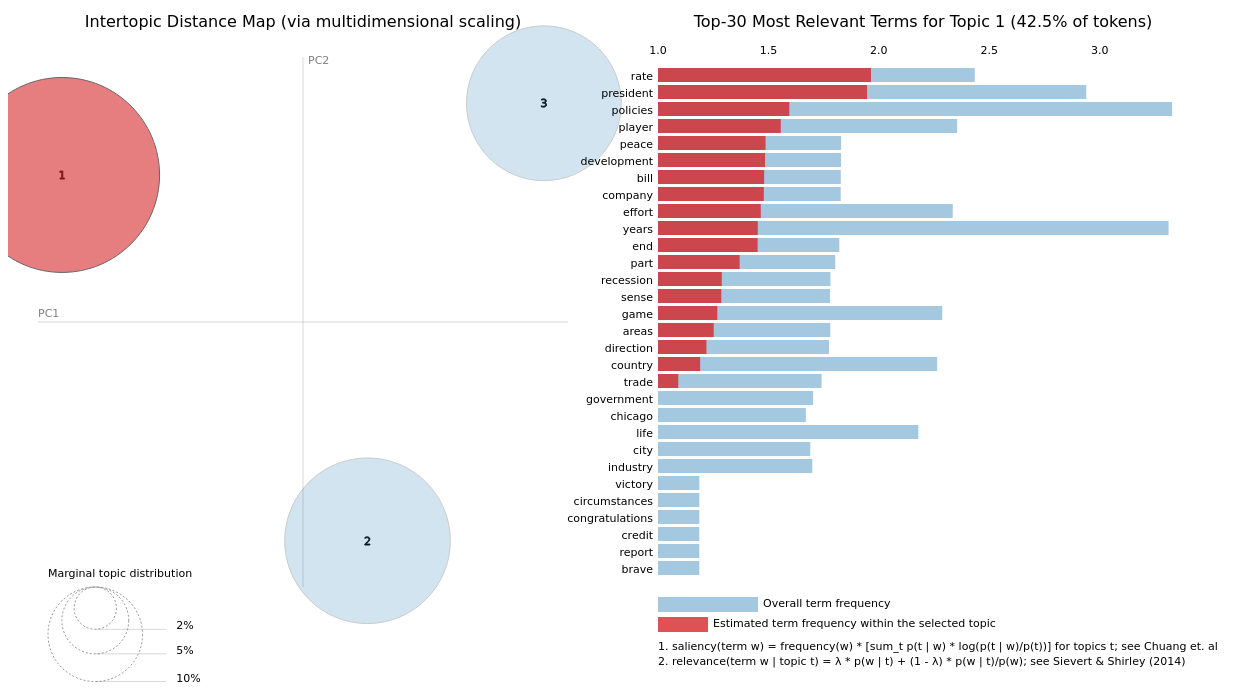 Intertopic Distance Map (via multidimensional scaling)
PC2
3
1
PC1
2
Marginal topic distribution
2%
5%
10%
Top-30 Most Relevant Terms for Topic 1 (42.5% of tokens)
1.0 1.5 2.0 2.5 3.0
rate
president
policies
player
peace
development
bill
company
effort
years
end
part
recession
sense
game
areas
direction
country
trade
government
chicago
life
city
industry
victory
circumstances
congratulations
credit
report
brave
Overall term frequency
Estimated term frequency within the selected topic
1. saliency(term w) = frequency(w) * [sum_t p(t | w) * log(p(t | w)/p(t))] for topics t; see Chuang et. al
2. relevance(term w | topic t) = λ * p(w | t) + (1 - λ) * p(w | t)/p(w); see Sievert & Shirley (2014)